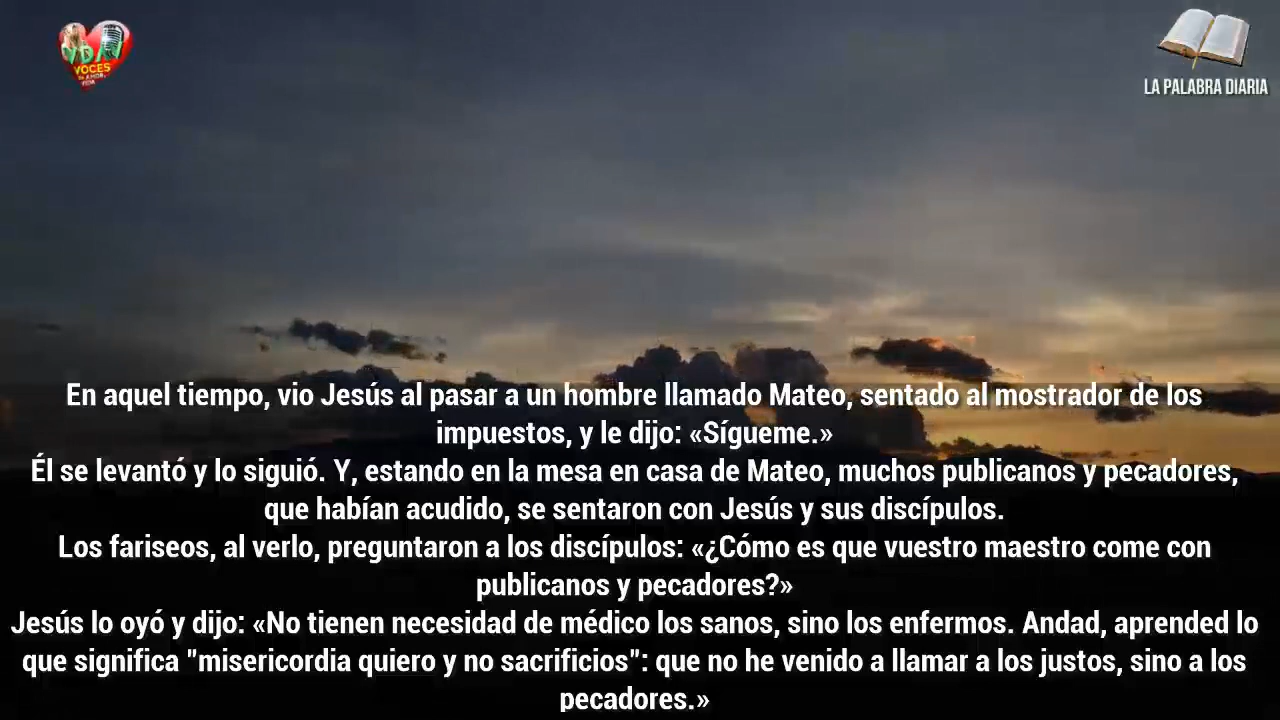 VDA
VOCES
LA PALABRA DIARIA
En aquel tiempo, vio Jesús al pasar a un hombre llamado Mateo, sentado al mostrador de los
impuestos, y le dijo: «Sígueme.»
Él se levantó y lo siguió. Y, estando en la mesa en casa de Mateo, muchos publicanos y pecadores,
que habían acudido, se sentaron con Jesús y sus discípulos.
Los fariseos, al verlo, preguntaron a los discípulos: «¿Cómo es que vuestro maestro come con
publicanos y pecadores?»
Jesús lo oyó y dijo: «No tienen necesidad de médico los sanos, sino los enfermos. Andad, aprended lo
que significa "misericordia quiero y no sacrificios": que no he venido a llamar a los justos, sino a los
pecadores.»